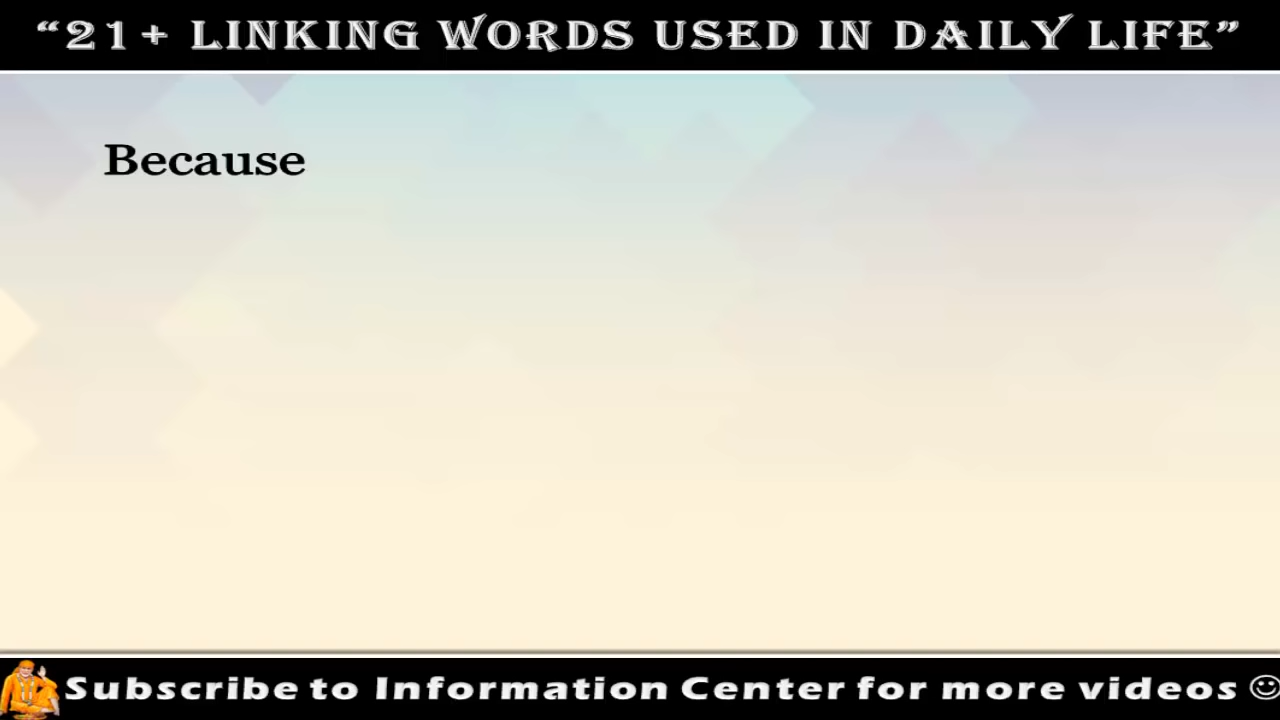 “21+ LINKING WORDS USED IN DAILY LIFE”
Because
Subscribe to Information Center for more videos ☺